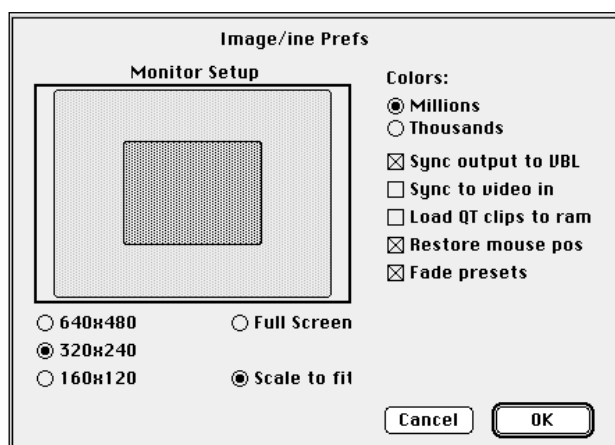 Image/ine Prefs
Monitor Setup
640x480
Full Screen
320x240
160x120
Scale to fit
Colors:
Millions
Thousands
Sync output to VBL
Sync to video in
Load QT clips to ram
Restore mouse pos
Fade presets
Cancel
OK